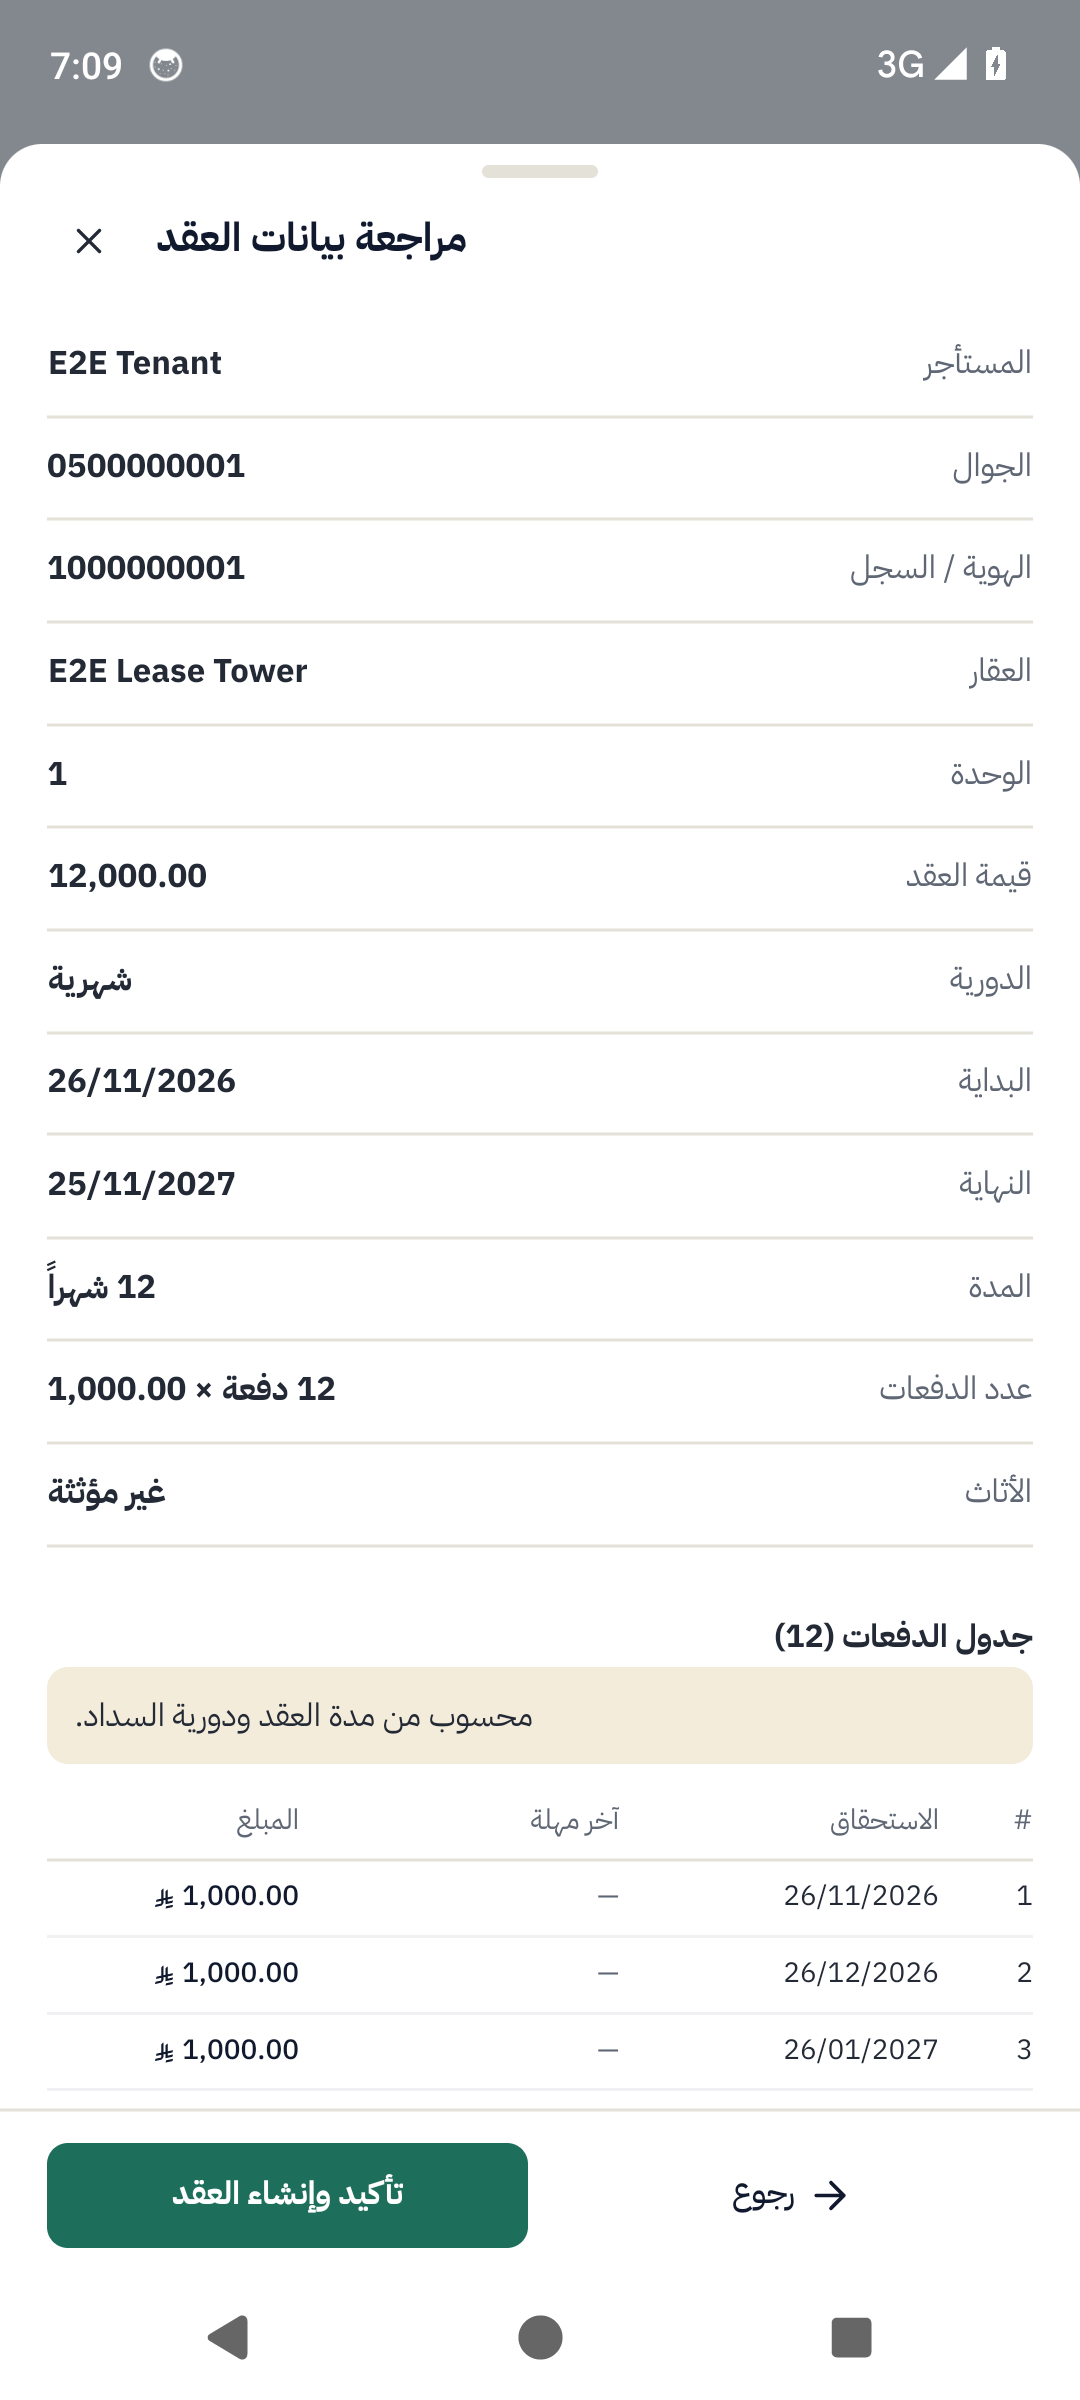 7:09
3G
مراجعة بيانات العقد
المستأجر E2E Tenant
الجوال 0500000001
الهوية / السجل 1000000001
العقار E2E Lease Tower
الوحدة 1
قيمة العقد 12,000.00
الدورية شهرية
البداية 26/11/2026
النهاية 25/11/2027
المدة 12 شهراً
عدد الدفعات 12 دفعة × 1,000.00
الأثاث غير مؤثثة
جدول الدفعات (12)
محسوب من مدة العقد ودورية السداد.
# الاستحقاق آخر مهلة المبلغ
1 26/11/2026 — 1,000.00 ⃁
2 26/12/2026 — 1,000.00 ⃁
3 26/01/2027 — 1,000.00 ⃁
رجوع
تأكيد وإنشاء العقد